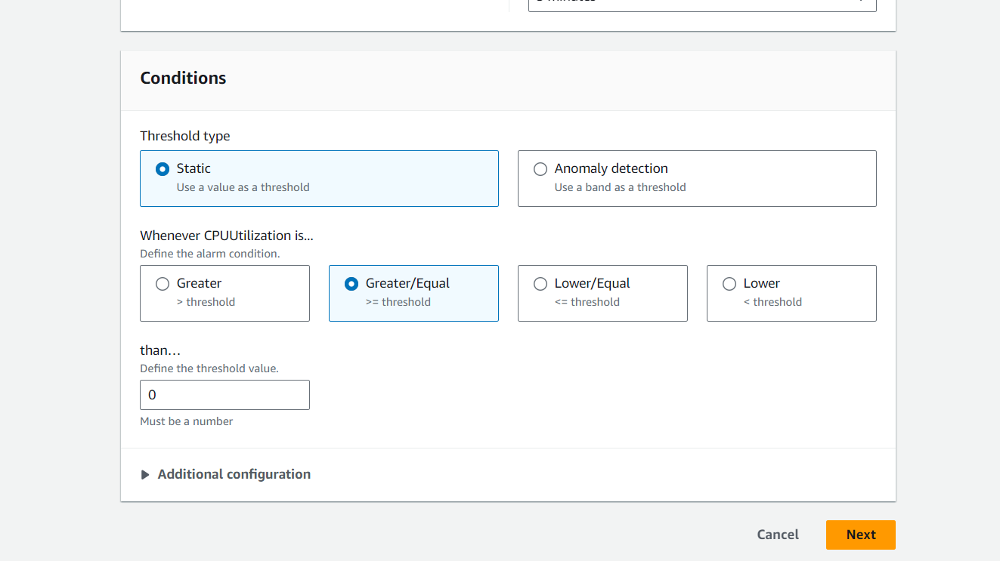 Conditions
Threshold type
Static
Use a value as a threshold
Anomaly detection
Use a band as a threshold
Whenever CPUUtilization is...
Define the alarm condition.
Greater
> threshold
Greater/Equal
>= threshold
Lower/Equal
<= threshold
Lower
< threshold
than...
Define the threshold value.
0
Must be a number
Additional configuration
Cancel
Next